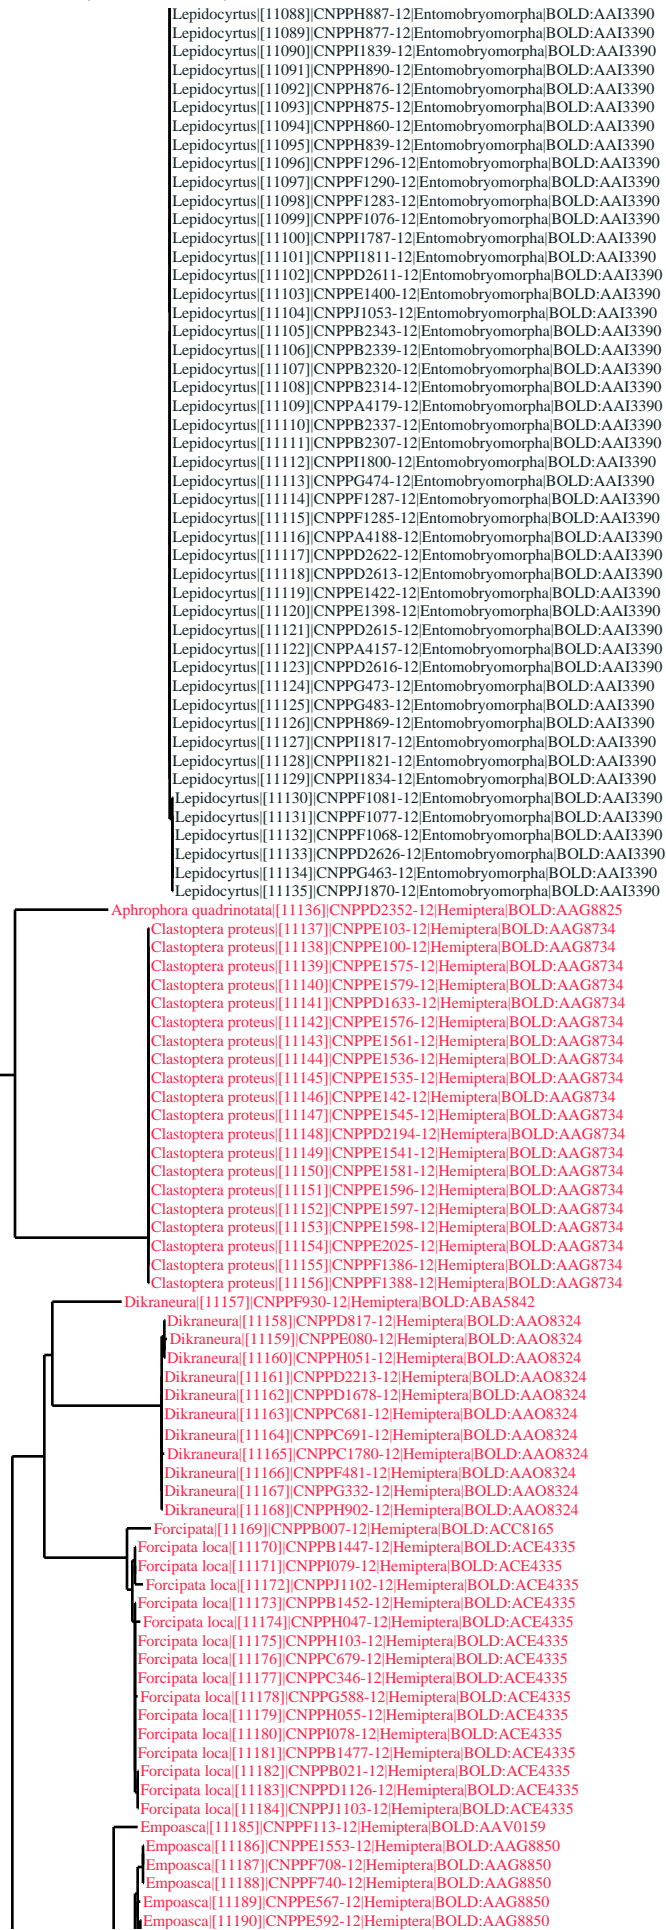 Lepidocyrtus|[11088]|CNPPH887-12|Entomobryomorpha|BOLD:AAI3390
Lepidocyrtus|[11089]|CNPPH877-12|Entomobryomorpha|BOLD:AAI3390
Lepidocyrtus|[11090]|CNPPI1839-12|Entomobryomorpha|BOLD:AAI3390
Lepidocyrtus|[11091]|CNPPH890-12|Entomobryomorpha|BOLD:AAI3390
Lepidocyrtus|[11092]|CNPPH876-12|Entomobryomorpha|BOLD:AAI3390
Lepidocyrtus|[11093]|CNPPH875-12|Entomobryomorpha|BOLD:AAI3390
Lepidocyrtus|[11094]|CNPPH860-12|Entomobryomorpha|BOLD:AAI3390
Lepidocyrtus|[11095]|CNPPH839-12|Entomobryomorpha|BOLD:AAI3390
Lepidocyrtus|[11096]|CNPPF1296-12|Entomobryomorpha|BOLD:AAI3390
Lepidocyrtus|[11097]|CNPPF1290-12|Entomobryomorpha|BOLD:AAI3390
Lepidocyrtus|[11098]|CNPPF1283-12|Entomobryomorpha|BOLD:AAI3390
Lepidocyrtus|[11099]|CNPPF1076-12|Entomobryomorpha|BOLD:AAI3390
Lepidocyrtus|[11100]|CNPPI1787-12|Entomobryomorpha|BOLD:AAI3390
Lepidocyrtus|[11101]|CNPPI1811-12|Entomobryomorpha|BOLD:AAI3390
Lepidocyrtus|[11102]|CNPPD2611-12|Entomobryomorpha|BOLD:AAI3390
Lepidocyrtus|[11103]|CNPPE1400-12|Entomobryomorpha|BOLD:AAI3390
Lepidocyrtus|[11104]|CNPPJ1053-12|Entomobryomorpha|BOLD:AAI3390
Lepidocyrtus|[11105]|CNPPB2343-12|Entomobryomorpha|BOLD:AAI3390
Lepidocyrtus|[11106]|CNPPB2339-12|Entomobryomorpha|BOLD:AAI3390
Lepidocyrtus|[11107]|CNPPB2320-12|Entomobryomorpha|BOLD:AAI3390
Lepidocyrtus|[11108]|CNPPB2314-12|Entomobryomorpha|BOLD:AAI3390
Lepidocyrtus|[11109]|CNPPA4179-12|Entomobryomorpha|BOLD:AAI3390
Lepidocyrtus|[11110]|CNPPB2337-12|Entomobryomorpha|BOLD:AAI3390
Lepidocyrtus|[11111]|CNPPB2307-12|Entomobryomorpha|BOLD:AAI3390
Lepidocyrtus|[11112]|CNPPI1800-12|Entomobryomorpha|BOLD:AAI3390
Lepidocyrtus|[11113]|CNPPG474-12|Entomobryomorpha|BOLD:AAI3390
Lepidocyrtus|[11114]|CNPPF1287-12|Entomobryomorpha|BOLD:AAI3390
Lepidocyrtus|[11115]|CNPPF1285-12|Entomobryomorpha|BOLD:AAI3390
Lepidocyrtus|[11116]|CNPPA4188-12|Entomobryomorpha|BOLD:AAI3390
Lepidocyrtus|[11117]|CNPPD2622-12|Entomobryomorpha|BOLD:AAI3390
Lepidocyrtus|[11118]|CNPPD2613-12|Entomobryomorpha|BOLD:AAI3390
Lepidocyrtus|[11119]|CNPPE1422-12|Entomobryomorpha|BOLD:AAI3390
Lepidocyrtus|[11120]|CNPPE1398-12|Entomobryomorpha|BOLD:AAI3390
Lepidocyrtus|[11121]|CNPPD2615-12|Entomobryomorpha|BOLD:AAI3390
Lepidocyrtus|[11122]|CNPPA4157-12|Entomobryomorpha|BOLD:AAI3390
Lepidocyrtus|[11123]|CNPPD2616-12|Entomobryomorpha|BOLD:AAI3390
Lepidocyrtus|[11124]|CNPPG473-12|Entomobryomorpha|BOLD:AAI3390
Lepidocyrtus|[11125]|CNPPG483-12|Entomobryomorpha|BOLD:AAI3390
Lepidocyrtus|[11126]|CNPPH869-12|Entomobryomorpha|BOLD:AAI3390
Lepidocyrtus|[11127]|CNPPI1817-12|Entomobryomorpha|BOLD:AAI3390
Lepidocyrtus|[11128]|CNPPI1821-12|Entomobryomorpha|BOLD:AAI3390
Lepidocyrtus|[11129]|CNPPI1834-12|Entomobryomorpha|BOLD:AAI3390
Lepidocyrtus|[11130]|CNPPF1081-12|Entomobryomorpha|BOLD:AAI3390
Lepidocyrtus|[11131]|CNPPF1077-12|Entomobryomorpha|BOLD:AAI3390
Lepidocyrtus|[11132]|CNPPF1068-12|Entomobryomorpha|BOLD:AAI3390
Lepidocyrtus|[11133]|CNPPD2626-12|Entomobryomorpha|BOLD:AAI3390
Lepidocyrtus|[11134]|CNPPG463-12|Entomobryomorpha|BOLD:AAI3390
Lepidocyrtus|[11135]|CNPPJ1870-12|Entomobryomorpha|BOLD:AAI3390
Aphrophora quadrinotata|[11136]|CNPPD2352-12|Hemiptera|BOLD:AAG8825
Clastoptera proteus|[11137]|CNPPE103-12|Hemiptera|BOLD:AAG8734
Clastoptera proteus|[11138]|CNPPE100-12|Hemiptera|BOLD:AAG8734
Clastoptera proteus|[11139]|CNPPE1575-12|Hemiptera|BOLD:AAG8734
Clastoptera proteus|[11140]|CNPPE1579-12|Hemiptera|BOLD:AAG8734
Clastoptera proteus|[11141]|CNPPD1633-12|Hemiptera|BOLD:AAG8734
Clastoptera proteus|[11142]|CNPPE1576-12|Hemiptera|BOLD:AAG8734
Clastoptera proteus|[11143]|CNPPE1561-12|Hemiptera|BOLD:AAG8734
Clastoptera proteus|[11144]|CNPPE1536-12|Hemiptera|BOLD:AAG8734
Clastoptera proteus|[11145]|CNPPE1535-12|Hemiptera|BOLD:AAG8734
Clastoptera proteus|[11146]|CNPPE142-12|Hemiptera|BOLD:AAG8734
Clastoptera proteus|[11147]|CNPPE1545-12|Hemiptera|BOLD:AAG8734
Clastoptera proteus|[11148]|CNPPD2194-12|Hemiptera|BOLD:AAG8734
Clastoptera proteus|[11149]|CNPPE1541-12|Hemiptera|BOLD:AAG8734
Clastoptera proteus|[11150]|CNPPE1581-12|Hemiptera|BOLD:AAG8734
Clastoptera proteus|[11151]|CNPPE1596-12|Hemiptera|BOLD:AAG8734
Clastoptera proteus|[11152]|CNPPE1597-12|Hemiptera|BOLD:AAG8734
Clastoptera proteus|[11153]|CNPPE1598-12|Hemiptera|BOLD:AAG8734
Clastoptera proteus|[11154]|CNPPE2025-12|Hemiptera|BOLD:AAG8734
Clastoptera proteus|[11155]|CNPPF1386-12|Hemiptera|BOLD:AAG8734
Clastoptera proteus|[11156]|CNPPF1388-12|Hemiptera|BOLD:AAG8734
Dikraneura|[11157]|CNPPF930-12|Hemiptera|BOLD:ABA5842
Dikraneura|[11158]|CNPPD817-12|Hemiptera|BOLD:AAO8324
Dikraneura|[11159]|CNPPE080-12|Hemiptera|BOLD:AAO8324
Dikraneura|[11160]|CNPPH051-12|Hemiptera|BOLD:AAO8324
Dikraneura|[11161]|CNPPD2213-12|Hemiptera|BOLD:AAO8324
Dikraneura|[11162]|CNPPD1678-12|Hemiptera|BOLD:AAO8324
Dikraneura|[11163]|CNPPC681-12|Hemiptera|BOLD:AAO8324
Dikraneura|[11164]|CNPPC691-12|Hemiptera|BOLD:AAO8324
Dikraneura|[11165]|CNPPC1780-12|Hemiptera|BOLD:AAO8324
Dikraneura|[11166]|CNPPF481-12|Hemiptera|BOLD:AAO8324
Dikraneura|[11167]|CNPPG332-12|Hemiptera|BOLD:AAO8324
Dikraneura|[11168]|CNPPH902-12|Hemiptera|BOLD:AAO8324
Forcipata|[11169]|CNPPB007-12|Hemiptera|BOLD:ACC8165
Forcipata loca|[11170]|CNPPB1447-12|Hemiptera|BOLD:ACE4335
Forcipata loca|[11171]|CNPPI079-12|Hemiptera|BOLD:ACE4335
Forcipata loca|[11172]|CNPPJ1102-12|Hemiptera|BOLD:ACE4335
Forcipata loca|[11173]|CNPPB1452-12|Hemiptera|BOLD:ACE4335
Forcipata loca|[11174]|CNPPH047-12|Hemiptera|BOLD:ACE4335
Forcipata loca|[11175]|CNPPH103-12|Hemiptera|BOLD:ACE4335
Forcipata loca|[11176]|CNPPC679-12|Hemiptera|BOLD:ACE4335
Forcipata loca|[11177]|CNPPC346-12|Hemiptera|BOLD:ACE4335
Forcipata loca|[11178]|CNPPG588-12|Hemiptera|BOLD:ACE4335
Forcipata loca|[11179]|CNPPH055-12|Hemiptera|BOLD:ACE4335
Forcipata loca|[11180]|CNPPI078-12|Hemiptera|BOLD:ACE4335
Forcipata loca|[11181]|CNPPB1477-12|Hemiptera|BOLD:ACE4335
Forcipata loca|[11182]|CNPPB021-12|Hemiptera|BOLD:ACE4335
Forcipata loca|[11183]|CNPPD1126-12|Hemiptera|BOLD:ACE4335
Forcipata loca|[11184]|CNPPJ1103-12|Hemiptera|BOLD:ACE4335
Empoasca|[11185]|CNPPF113-12|Hemiptera|BOLD:AAV0159
Empoasca|[11186]|CNPPE1553-12|Hemiptera|BOLD:AAG8850
Empoasca|[11187]|CNPPF708-12|Hemiptera|BOLD:AAG8850
Empoasca|[11188]|CNPPF740-12|Hemiptera|BOLD:AAG8850
Empoasca|[11189]|CNPPE567-12|Hemiptera|BOLD:AAG8850
Empoasca|[11190]|CNPPE592-12|Hemiptera|BOLD:AAG8850